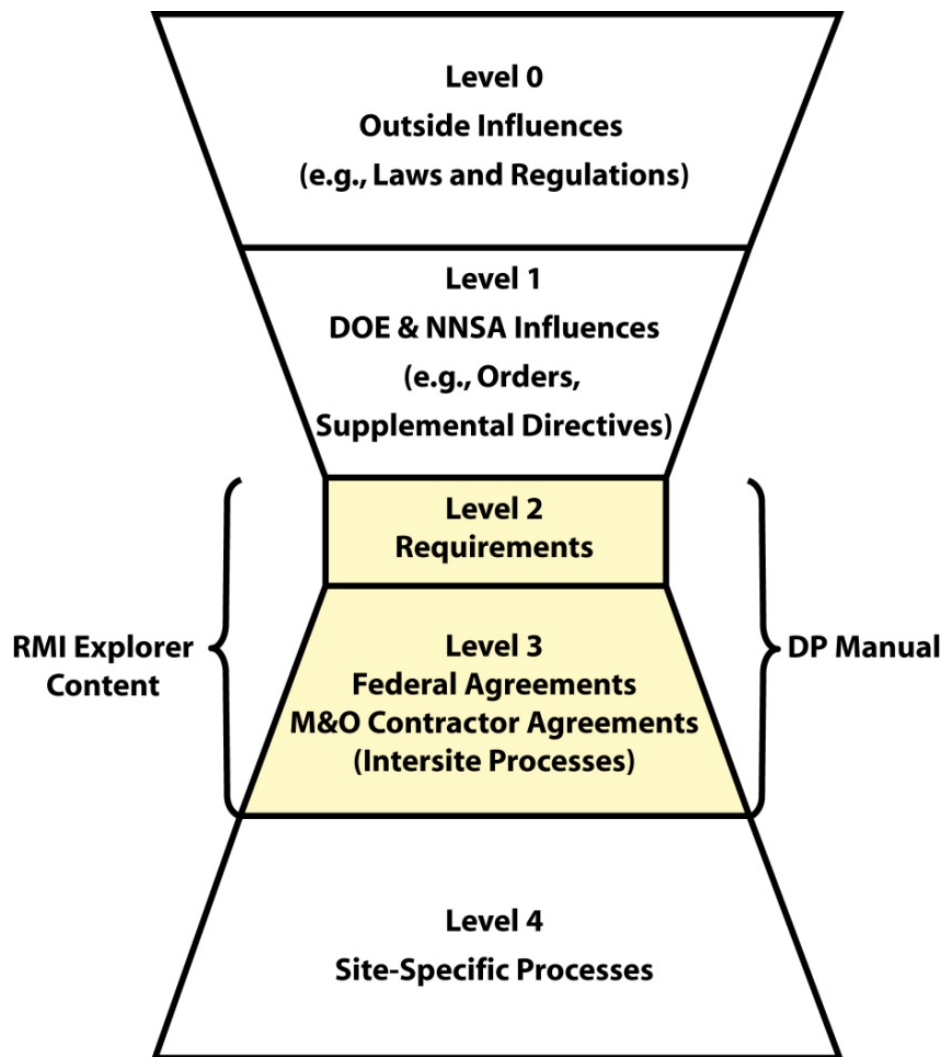 Level 0
Outside Influences
(e.g., Laws and Regulations)
Level 1
DOE & NNSA Influences
(e.g., Orders,
Supplemental Directives)
Level 2
Requirements
RMI Explorer
Content
Level 3
Federal Agreements
M&O Contractor Agreements
(Intersite Processes)
DP Manual
Level 4
Site-Specific Processes